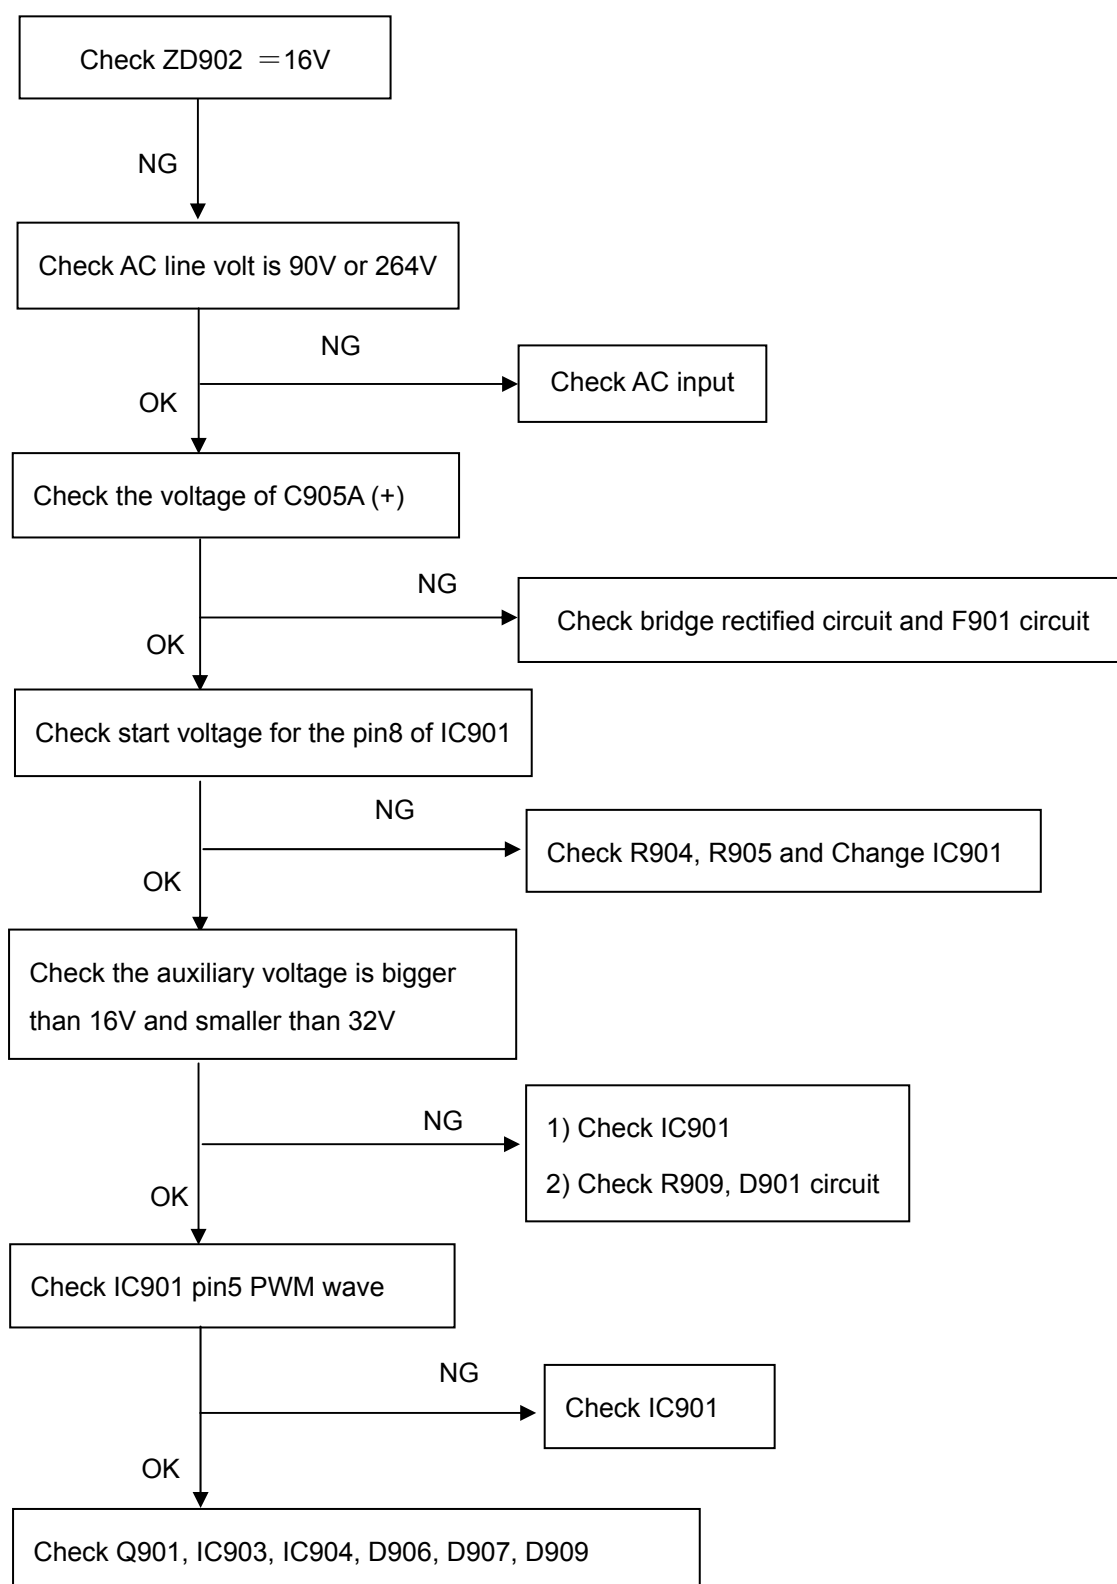 Check ZD902 ＝16V
NG
Check AC line volt is 90V or 264V
NG
Check AC input
OK
Check the voltage of C905A (+)
NG
Check bridge rectified circuit and F901 circuit
OK
Check start voltage for the pin8 of IC901
NG
Check R904, R905 and Change IC901
OK
Check the auxiliary voltage is bigger
than 16V and smaller than 32V
NG
1) Check IC901
2) Check R909, D901 circuit
OK
Check IC901 pin5 PWM wave
NG
Check IC901
OK
Check Q901, IC903, IC904, D906, D907, D909